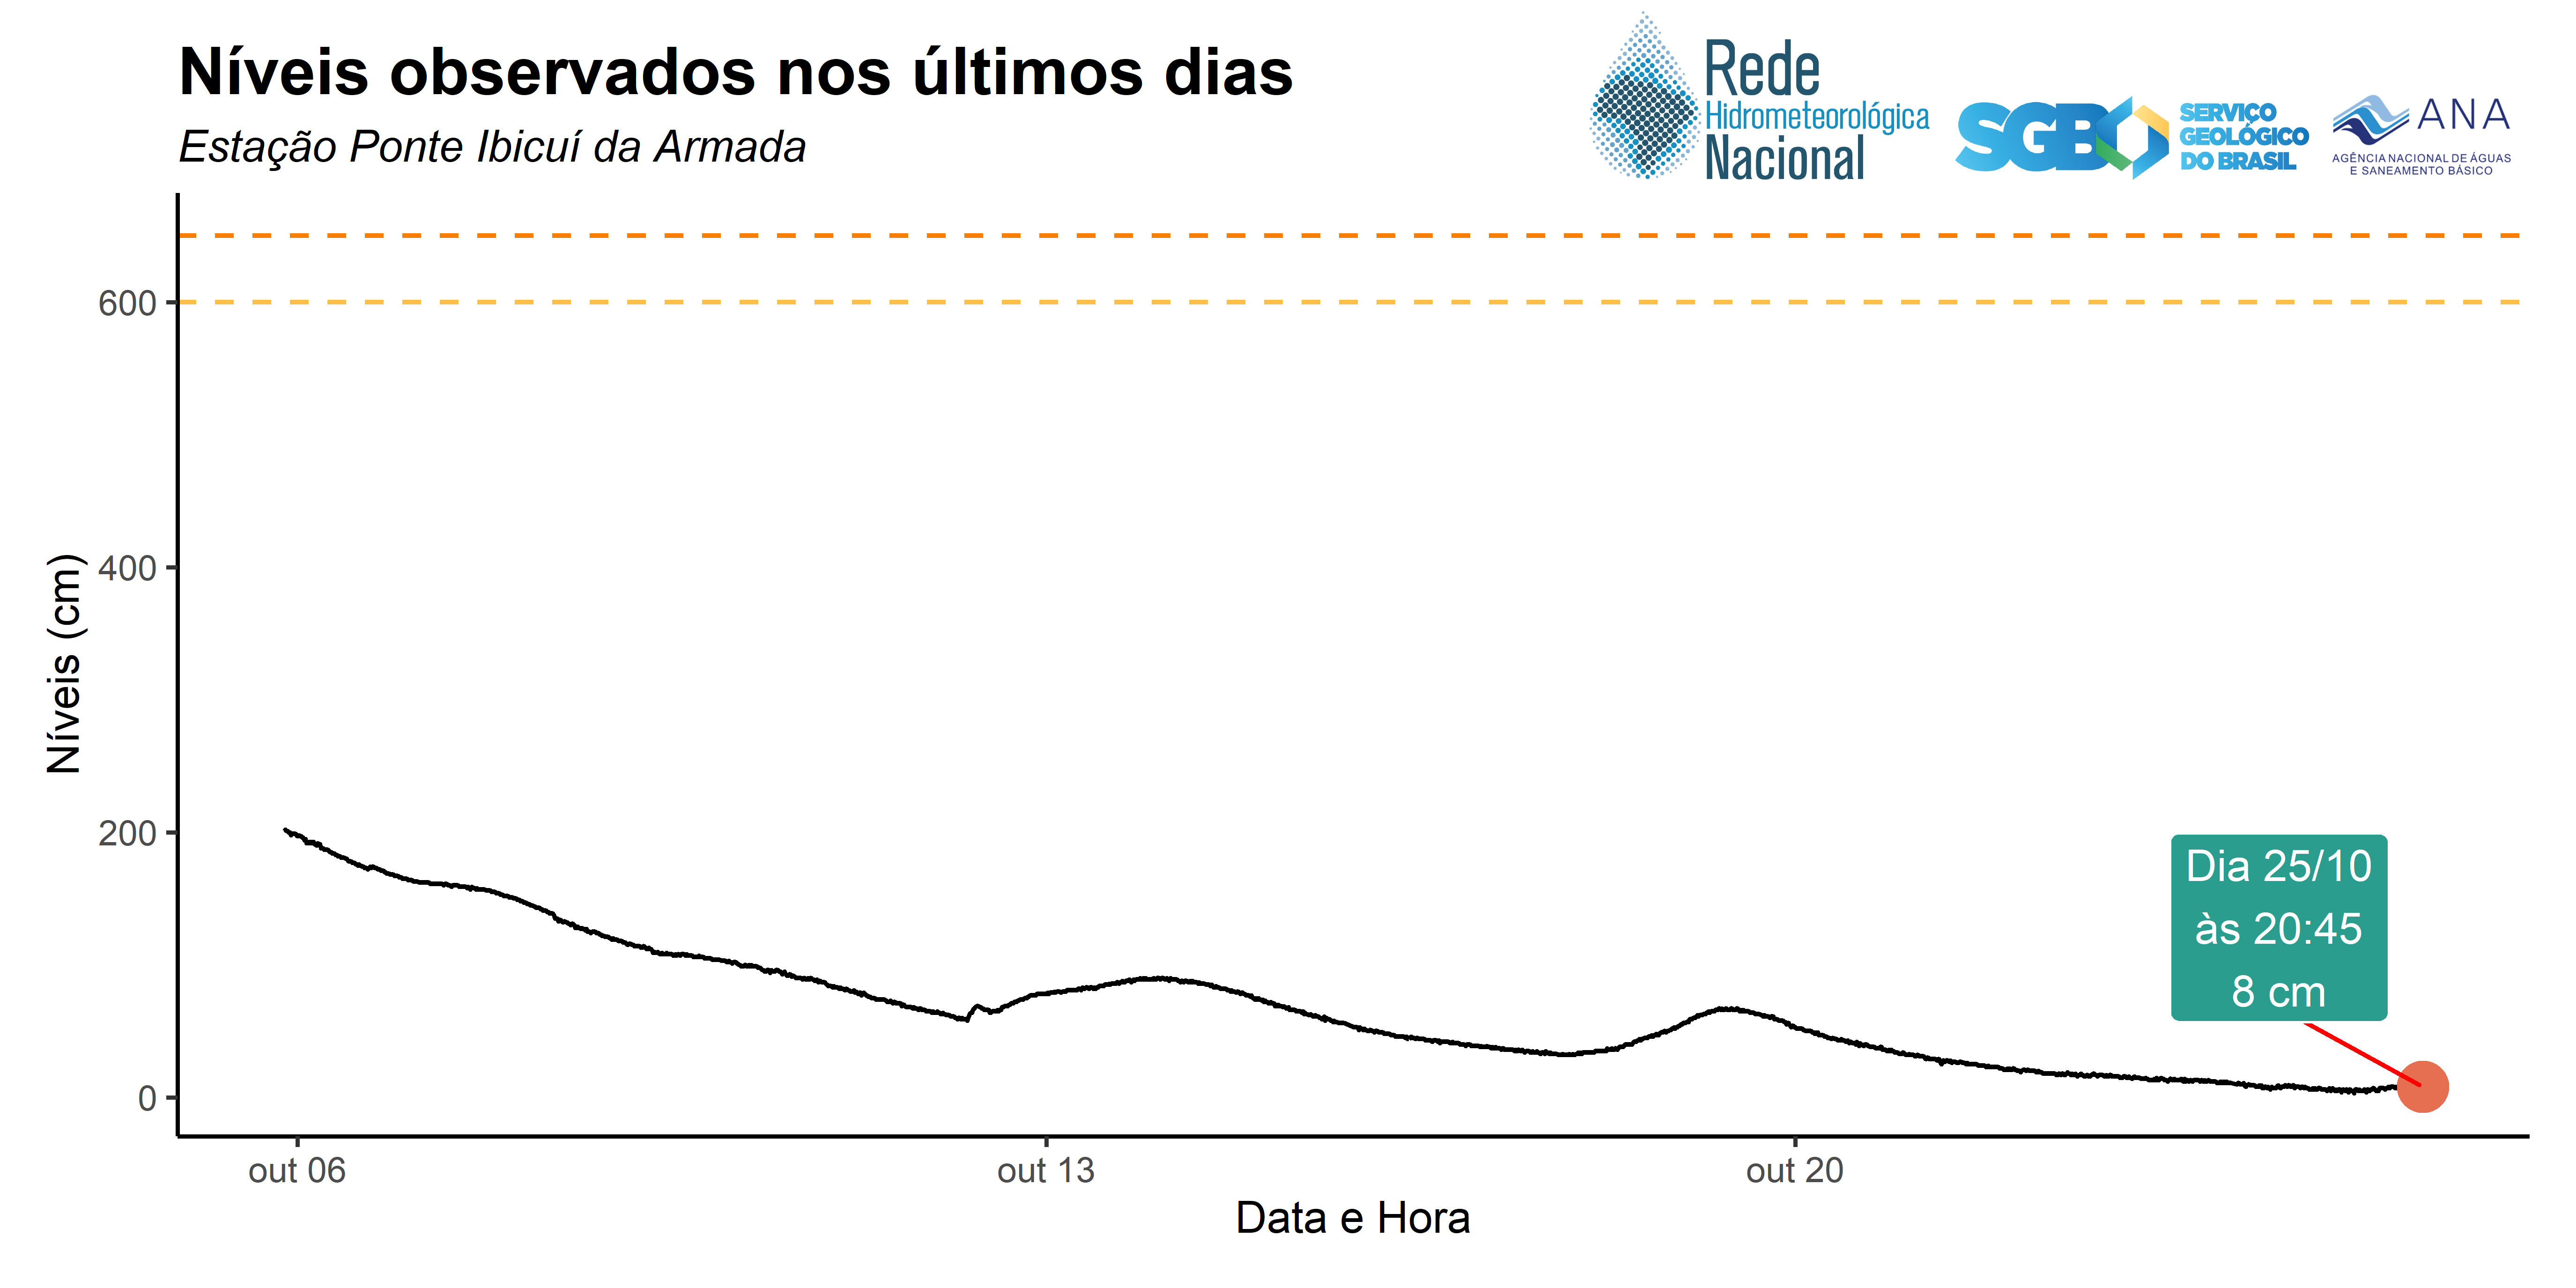 Níveis observados nos últimos dias
Estação Ponte Ibicuí da Armada
Rede
Hidrometeorológica
Nacional
SGB
SERVIÇO
GEOLÓGICO
DO BRASIL
ANA
AGÊNCIA NACIONAL DE ÁGUAS
E SANEAMENTO BÁSICO
Níveis (cm)
600
400
200
0
Dia 25/10
às 20:45
8 cm
out 06
out 13
out 20
Data e Hora